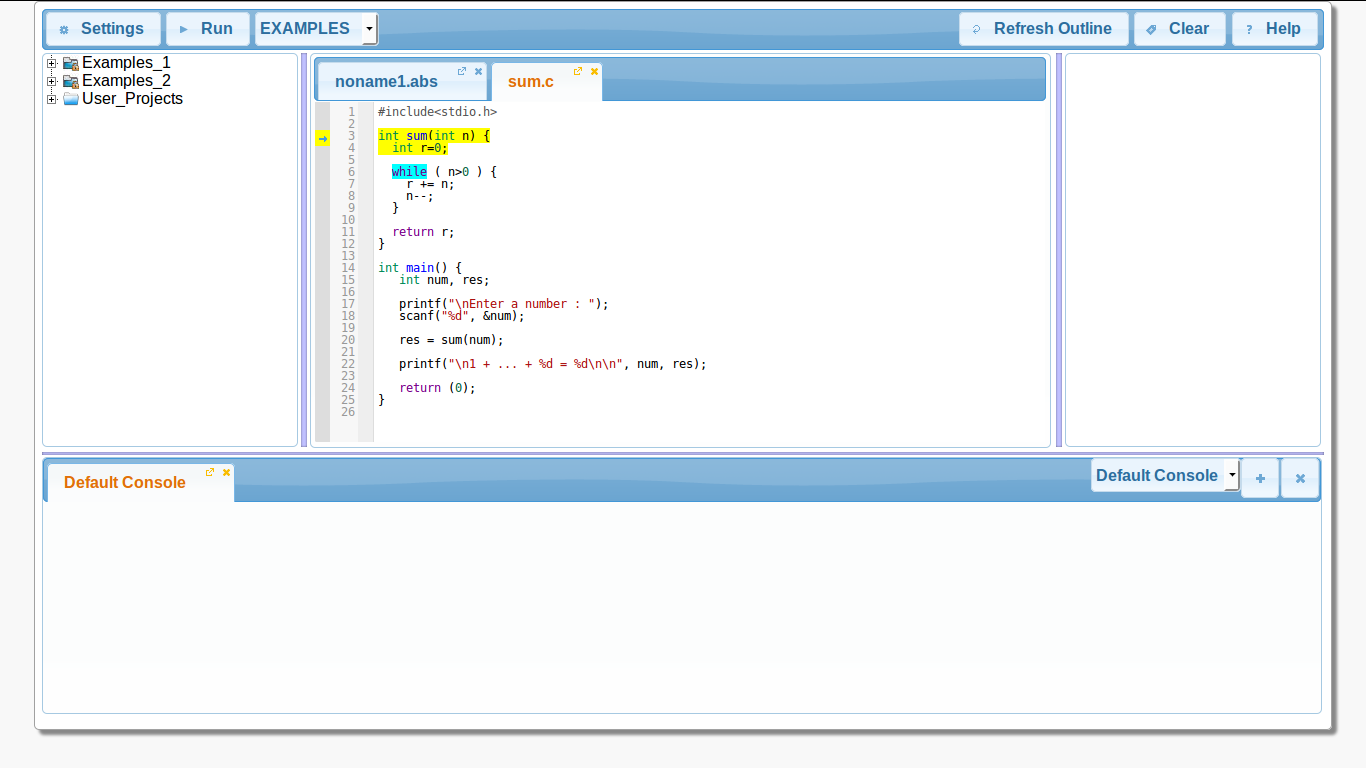 Settings Run EXAMPLES Refresh Outline Clear ? Help
Examples_1
Examples_2
User_Projects
noname1.abs sum.c
1 #include<stdio.h>
2
3 int sum(int n) {
4 int r=0;
5
6 while ( n>0 ) {
7 r += n;
8 n--;
9 }
10
11 return r;
12 }
13
14 int main() {
15 int num, res;
16
17 printf("\nEnter a number : ");
18 scanf("%d", &num);
19
20 res = sum(num);
21
22 printf("\n1 + ... + %d = %d\n\n", num, res);
23
24 return (0);
25 }
26
Default Console Default Console